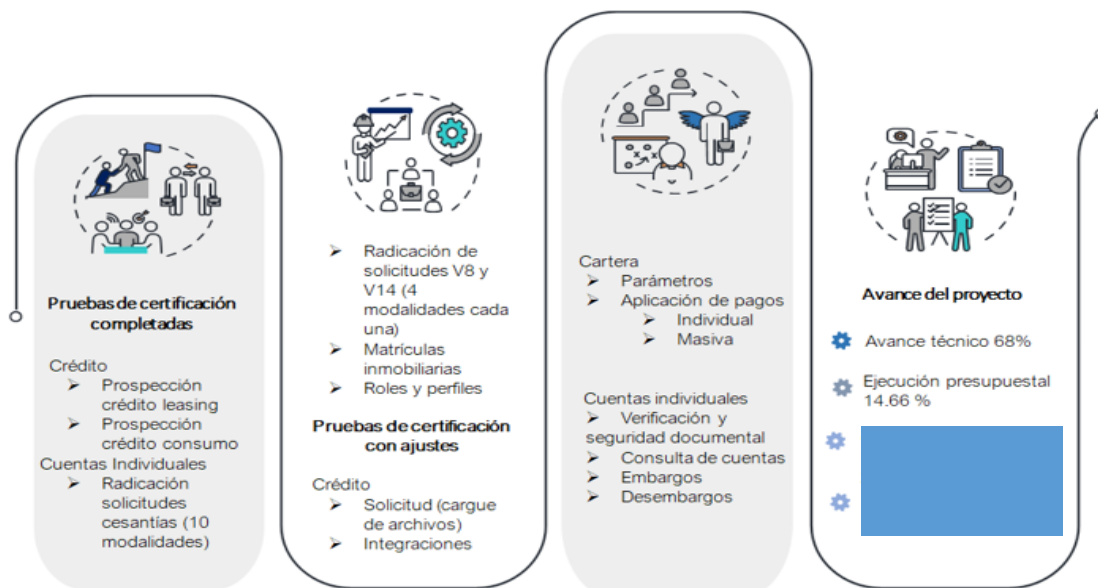 Pruebas de certificación
completadas
Crédito
➢ Prospección
crédito leasing
➢ Prospección
crédito consumo
Cuentas Individuales
➢ Radicación
solicitudes
cesantías (10
modalidades)
➢ Radicación de
solicitudes V8 y
V14 (4
modalidades cada
una)
➢ Matrículas
inmobiliarias
➢ Roles y perfiles
Pruebas de certificación
con ajustes
Crédito
➢ Solicitud (cargue
de archivos)
➢ Integraciones
Cartera
➢ Parámetros
➢ Aplicación de pagos
➢ Individual
➢ Masiva
Cuentas individuales
➢ Verificación y
seguridad documental
➢ Consulta de cuentas
➢ Embargos
➢ Desembargos
Avance del proyecto
Avance técnico 68%
Ejecución presupuestal
14.66 %